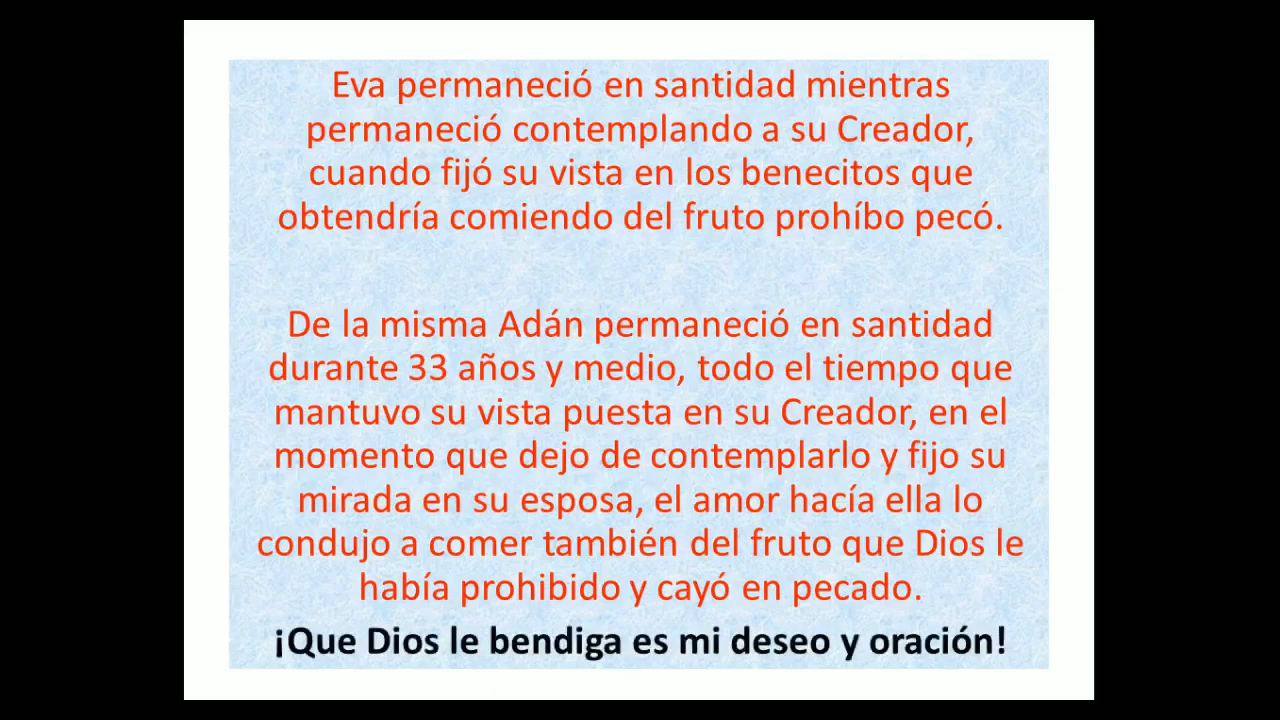 Eva permaneció en santidad mientras
permaneció contemplando a su Creador,
cuando fijó su vista en los benecitos que
obtendría comiendo del fruto prohíbo pecó.
De la misma Adán permaneció en santidad
durante 33 años y medio, todo el tiempo que
mantuvo su vista puesta en su Creador, en el
momento que dejo de contemplarlo y fijo su
mirada en su esposa, el amor hacía ella lo
condujo a comer también del fruto que Dios le
había prohibido y cayó en pecado.
¡Que Dios le bendiga es mi deseo y oración!